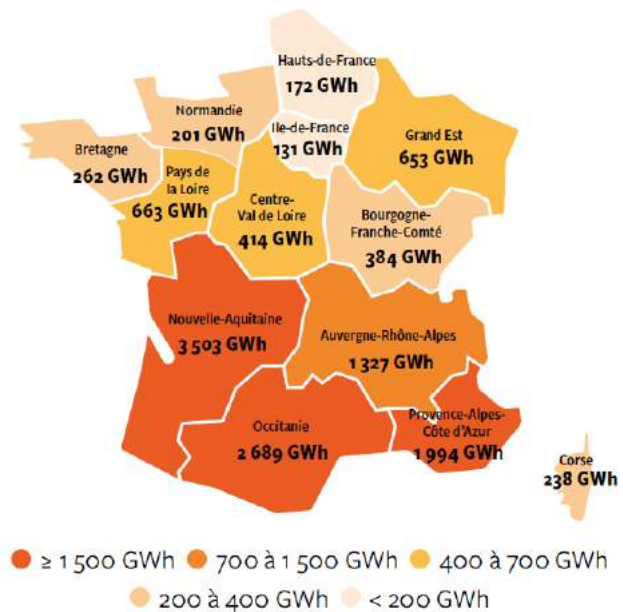 Hauts-de-France
172 GWh
Normandie
201 GWh
Ile-de-France
131 GWh
Grand Est
653 GWh
Bretagne
262 GWh
Pays de
la Loire
663 GWh
Centre-
Val de Loire
414 GWh
Bourgogne-
Franche-Comté
384 GWh
Nouvelle-Aquitaine
3 503 GWh
Auvergne-Rhône-Alpes
1 327 GWh
Occitanie
2 689 GWh
Provence-Alpes-
Côte d'Azur
1 994 GWh
Corse
238 GWh
≥ 1 500 GWh 700 à 1 500 GWh 400 à 700 GWh
200 à 400 GWh < 200 GWh